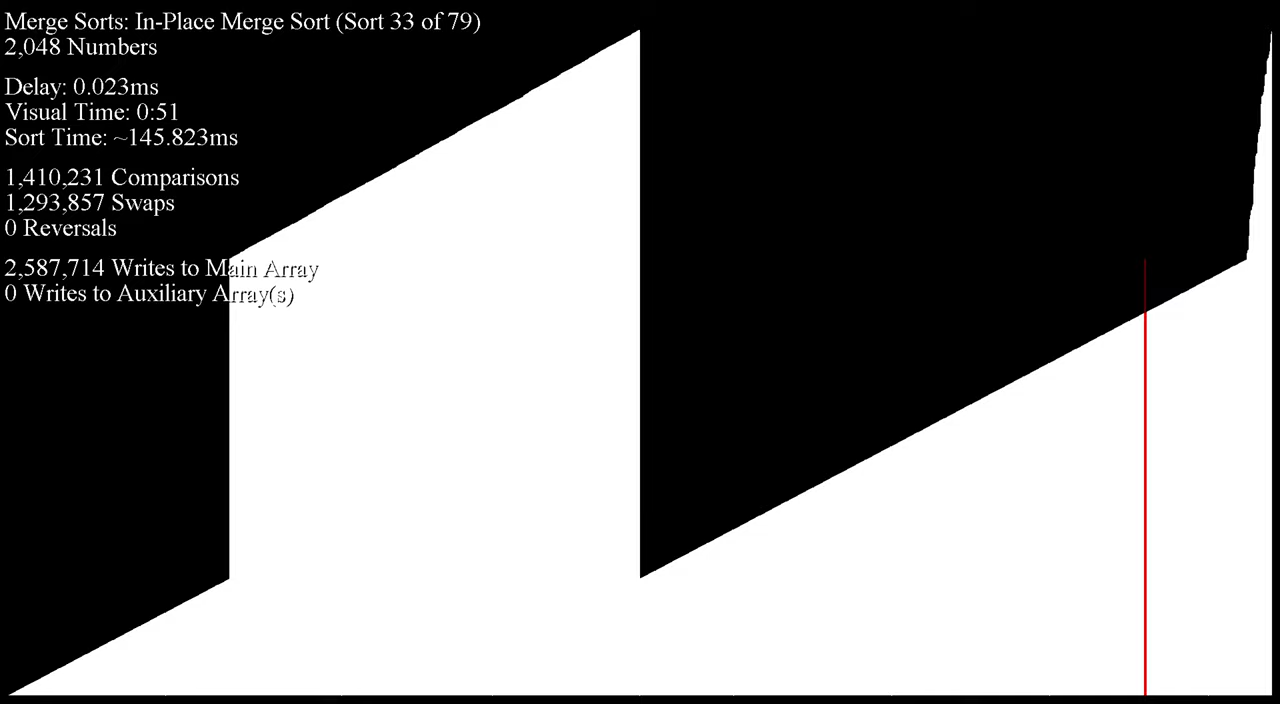 Merge Sorts: In-Place Merge Sort (Sort 33 of 79)
2,048 Numbers
Delay: 0.023ms
Visual Time: 0:51
Sort Time: ~145.823ms
1,410,231 Comparisons
1,293,857 Swaps
0 Reversals
2,587,714 Writes to Main Array
0 Writes to Auxiliary Array(s)